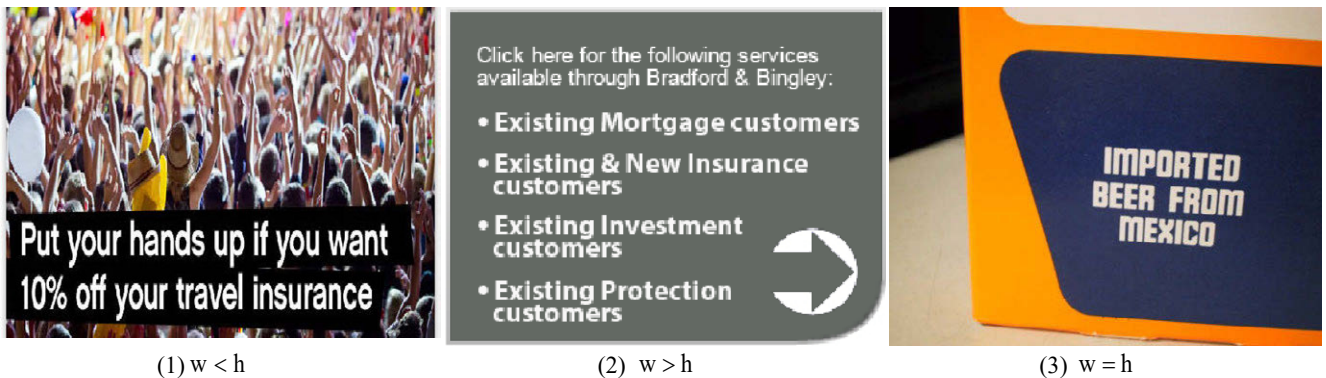 Put your hands up if you want
10% off your travel insurance
Click here for the following services
available through Bradford & Bingley:
• Existing Mortgage customers
• Existing & New Insurance
customers
• Existing Investment
customers
• Existing Protection
customers
IMPORTED
BEER FROM
MEXICO
(1) w < h
(2) w > h
(3) w = h